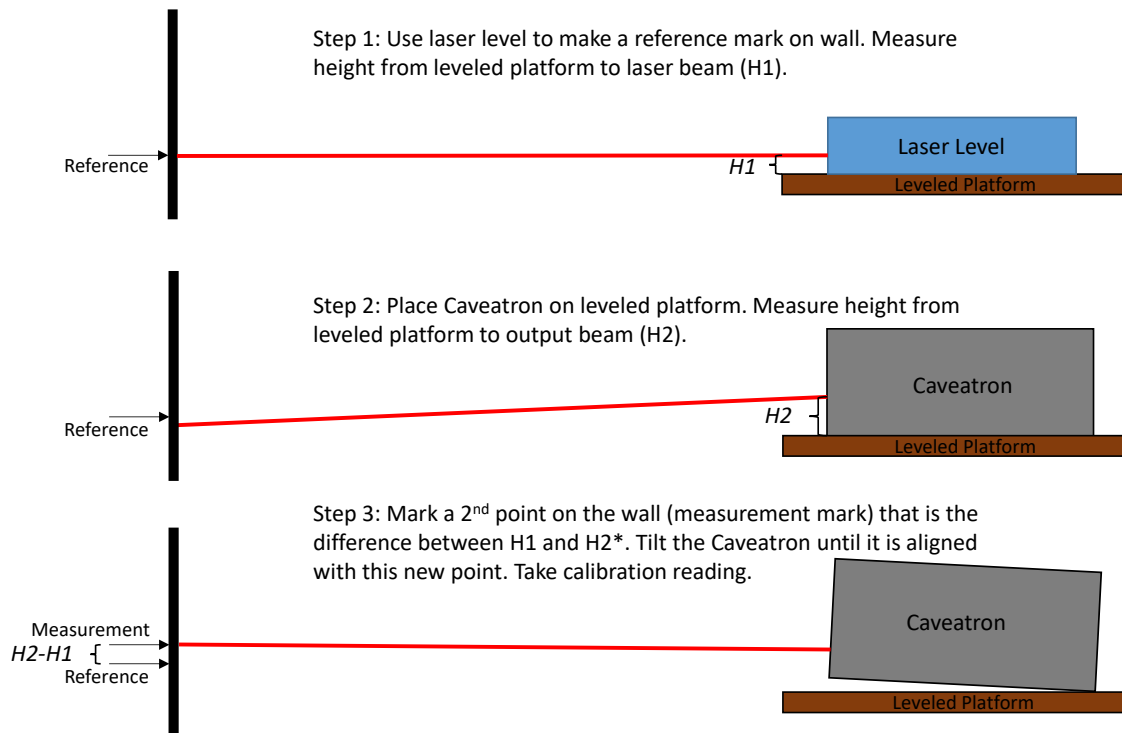 Step 1: Use laser level to make a reference mark on wall. Measure
height from leveled platform to laser beam (H1).
Reference
H1
Laser Level
Leveled Platform
Step 2: Place Caveatron on leveled platform. Measure height from
leveled platform to output beam (H2).
Reference
H2
Caveatron
Leveled Platform
Step 3: Mark a 2nd point on the wall (measurement mark) that is the
difference between H1 and H2*. Tilt the Caveatron until it is aligned
with this new point. Take calibration reading.
Measurement
H2-H1
Reference
Caveatron
Leveled Platform